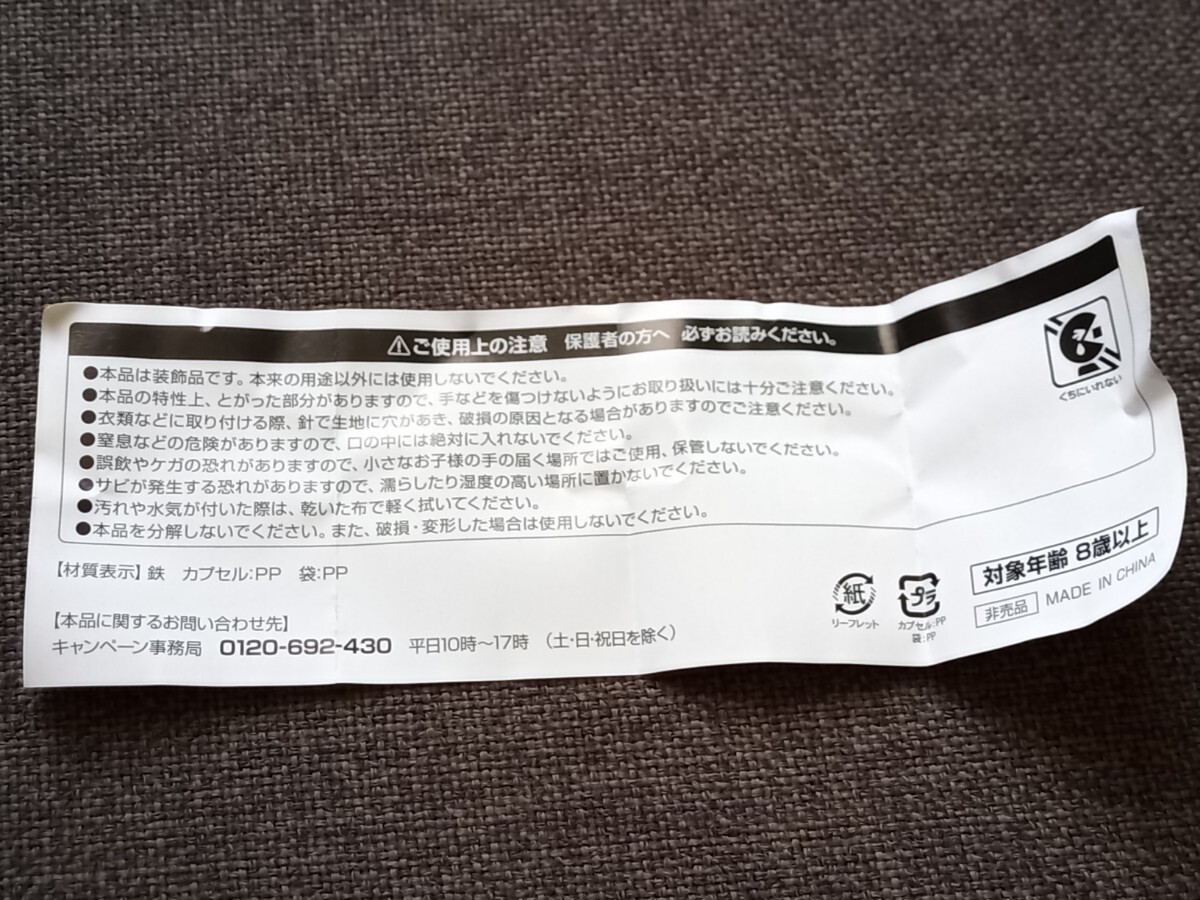 ⚠ご使用上の注意 保護者の方へ 必ずお読みください。
●本品は装飾品です。本来の用途以外には使用しないでください。
●本品の特性上、とがった部分がありますので、手などを傷つけないようにお取り扱いには十分ご注意ください。
●衣類などに取り付ける際、針で生地に穴があき、破損の原因となる場合がありますのでご注意ください。
●窒息などの危険がありますので、口の中には絶対に入れないでください。
●誤飲やケガの恐れがありますので、小さなお子様の手の届く場所ではご使用、保管しないでください。
●サビが発生する恐れがありますので、濡らしたり湿度の高い場所に置かないでください。
●汚れや水気が付いた際は、乾いた布で軽く拭いてください。
●本品を分解しないでください。また、破損・変形した場合は使用しないでください。
くちにいれない
【材質表示】鉄 カプセル:PP 袋:PP
【本品に関するお問い合わせ先】
キャンペーン事務局 0120-692-430 平日10時～17時 （土・日・祝日を除く）
紙
リーフレット
プラ
カプセル:PP
袋:PP
対象年齢 8歳以上
非売品 MADE IN CHINA